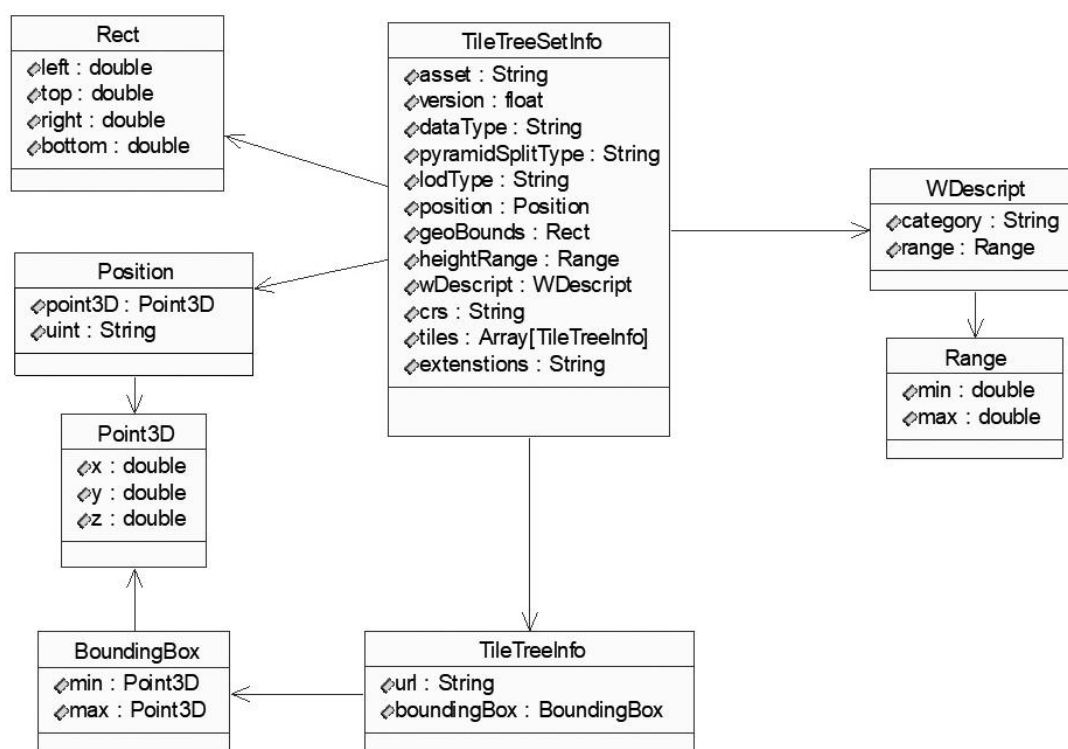 Rect
left : double
top : double
right : double
bottom : double
TileTreeSetInfo
asset : String
version : float
dataType : String
pyramidSplitType : String
lodType : String
position : Position
geoBounds : Rect
heightRange : Range
wDescript : WDescript
crs : String
tiles : Array[TileTreeInfo]
extenstions : String
WDescript
category : String
range : Range
Position
point3D : Point3D
uint : String
Range
min : double
max : double
Point3D
x : double
y : double
z : double
BoundingBox
min : Point3D
max : Point3D
TileTreeInfo
url : String
boundingBox : BoundingBox